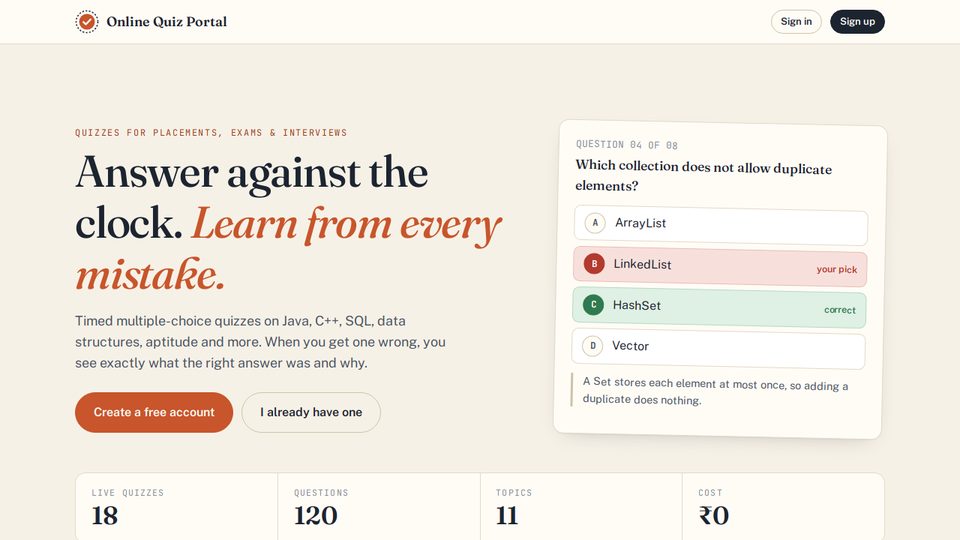 Online Quiz Portal
Sign in
Sign up
QUIZZES FOR PLACEMENTS, EXAMS & INTERVIEWS
Answer against the
clock. Learn from every
mistake.
Timed multiple-choice quizzes on Java, C++, SQL, data
structures, aptitude and more. When you get one wrong, you
see exactly what the right answer was and why.
Create a free account
I already have one
QUESTION 04 OF 08
Which collection does not allow duplicate
elements?
A ArrayList
B LinkedList your pick
C HashSet correct
D Vector
A Set stores each element at most once, so adding a
duplicate does nothing.
LIVE QUIZZES
18
QUESTIONS
120
TOPICS
11
COST
₹0